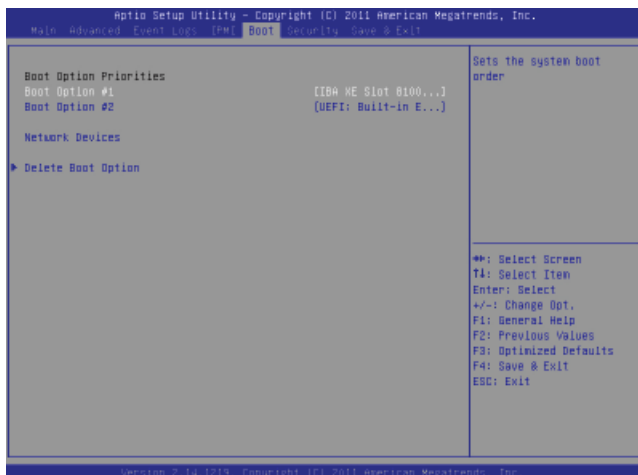 Aptio Setup Utility – Copyright (C) 2011 American Megatrends, Inc.
Main Advanced Event Logs IPMI Boot Security Save & Exit
Boot Option Priorities
Boot Option #1 [IBA XE Slot 8100...]
Boot Option #2 [UEFI: Built-in E...]
Network Devices
Delete Boot Option
Sets the system boot
order
: Select Screen
↑↓: Select Item
Enter: Select
+/-: Change Opt.
F1: General Help
F2: Previous Values
F3: Optimized Defaults
F4: Save & Exit
ESC: Exit
Version 2.14.1219. Copyright (C) 2011 American Megatrends, Inc.